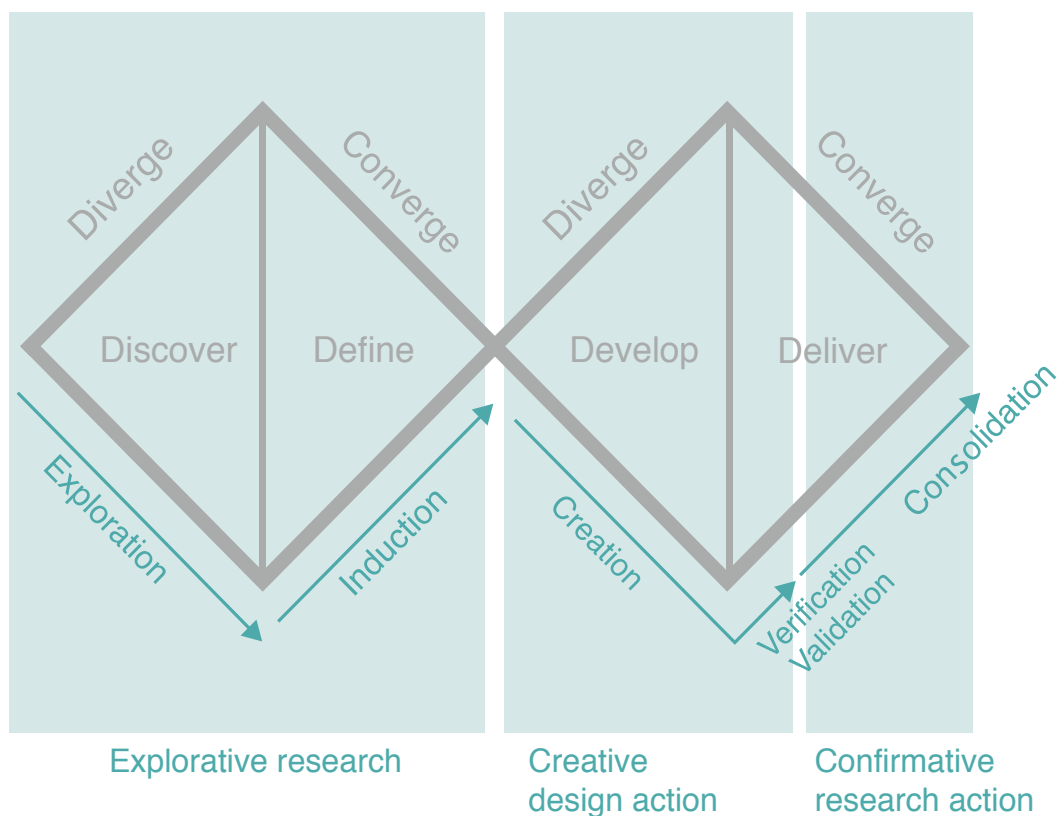 Diverge
Converge
Diverge
Converge
Discover
Define
Develop
Deliver
Exploration
Induction
Creation
Verification
Validation
Consolidation
Explorative research
Creative
design action
Confirmative
research action